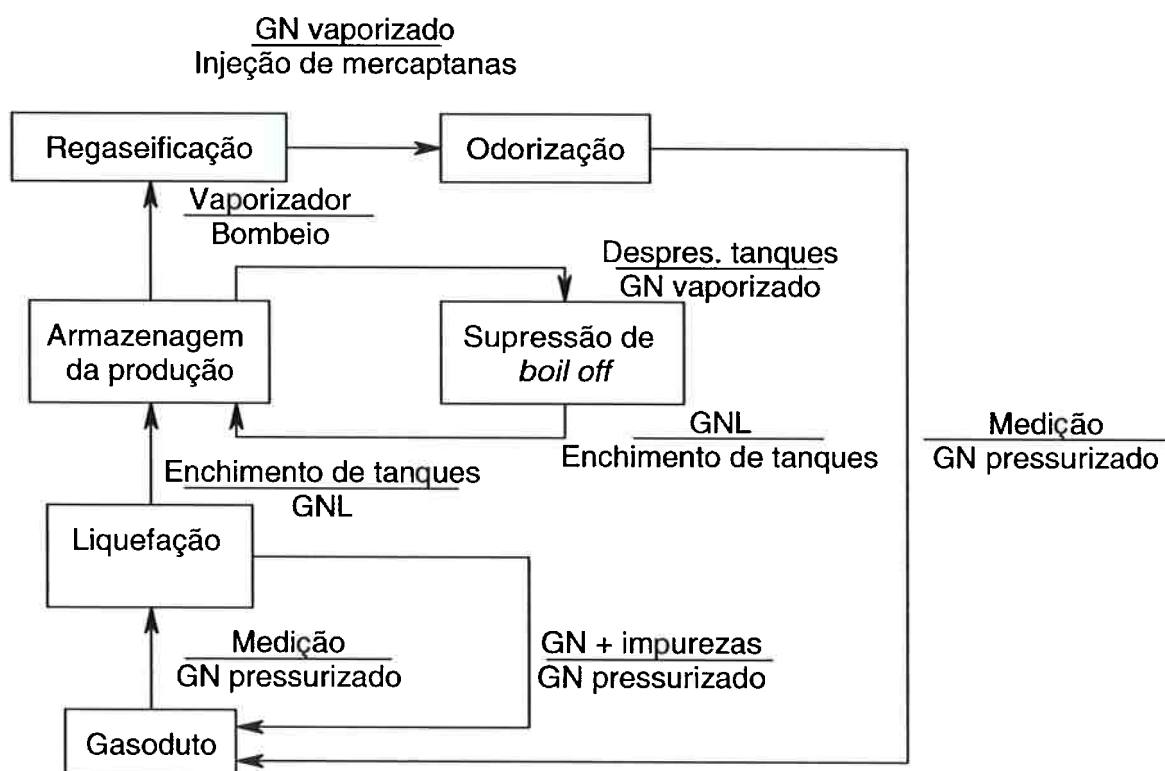 GN vaporizado
Injeção de mercaptanas
Regaseificação
Odorização
Vaporizador
Bombeio
Despres. tanques
GN vaporizado
Armazenagem
da produção
Supressão de
boil off
GNL
Enchimento de tanques
Medição
GN pressurizado
Enchimento de tanques
GNL
Liquefação
Medição
GN pressurizado
GN + impurezas
GN pressurizado
Gasoduto